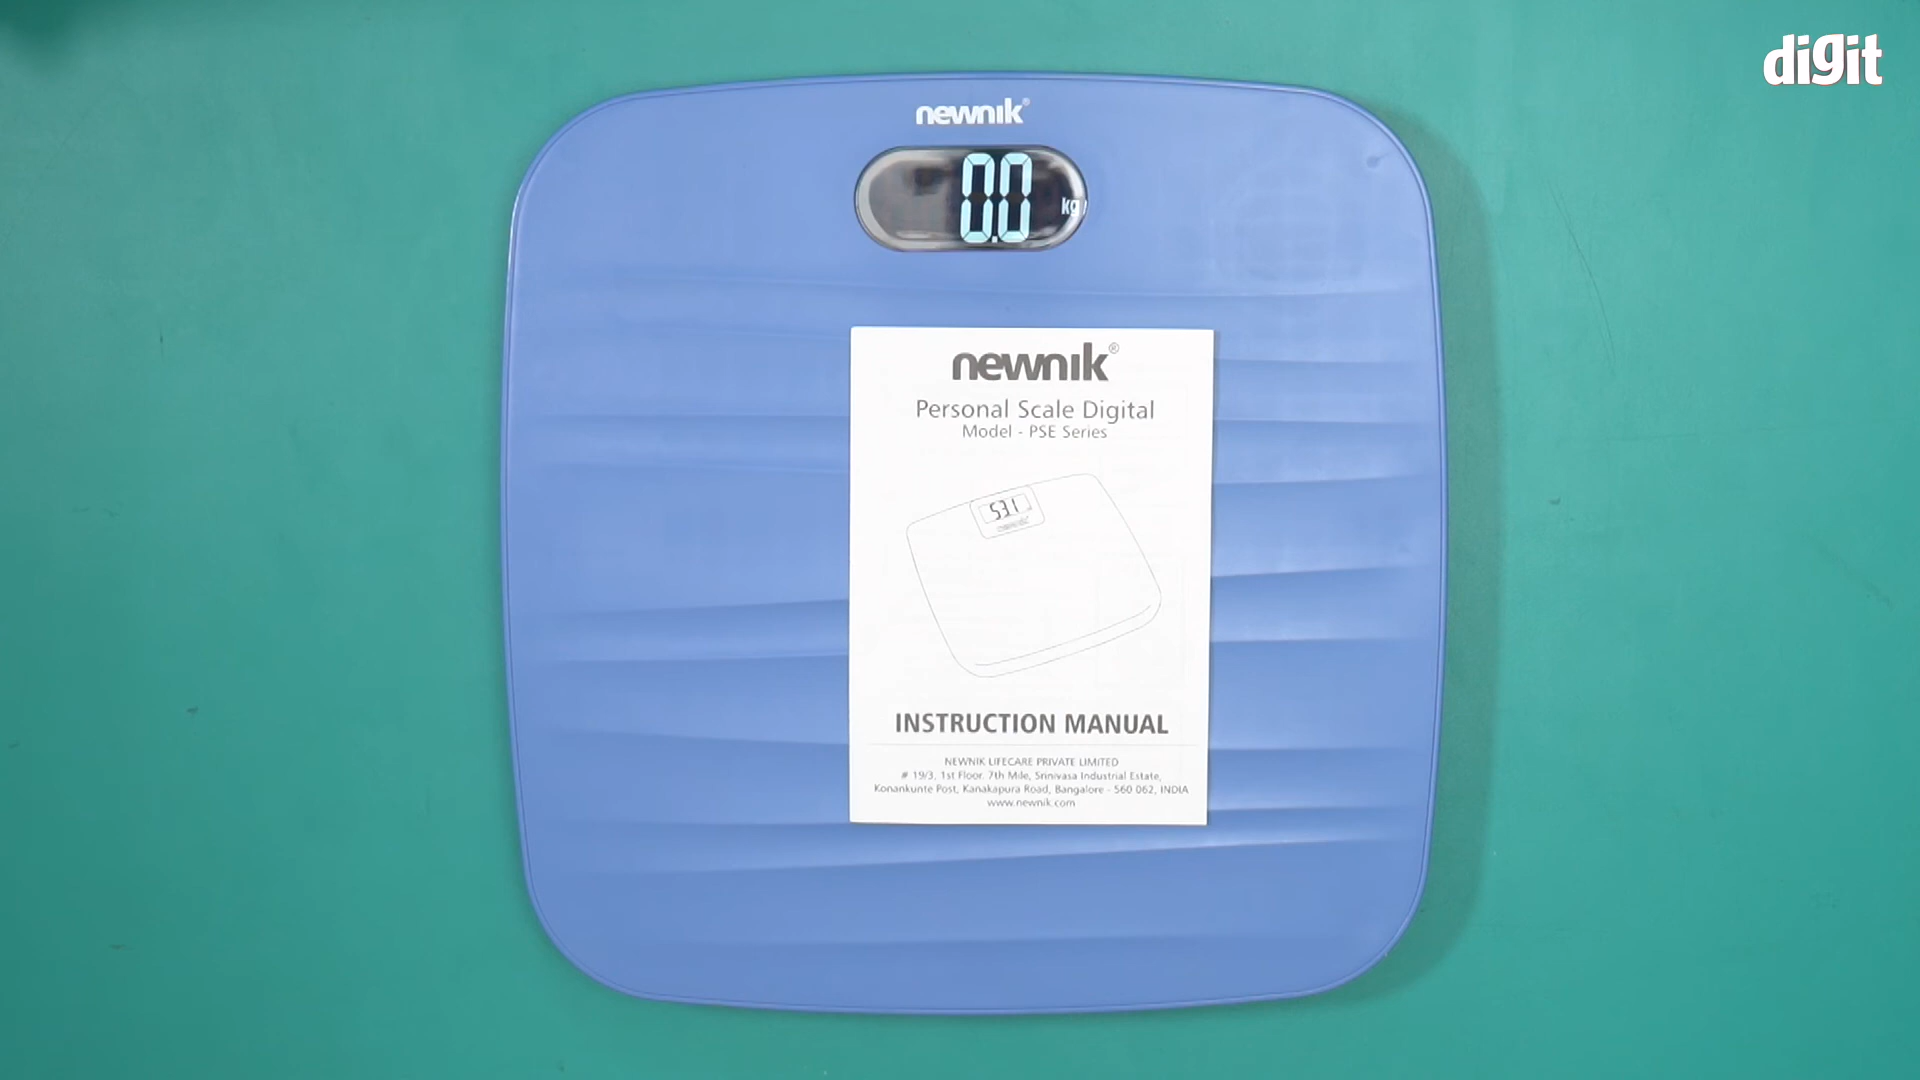 digit
newnik®
0.0
kg
newnik®
Personal Scale Digital
Model - PSE Series
53.1
INSTRUCTION MANUAL
NEWNIK LIFECARE PRIVATE LIMITED
# 19/3, 1st Floor, 7th Mile, Srinivasa Industrial Estate,
Konankunte Post, Kanakapura Road, Bangalore - 560 062, INDIA
www.newnik.com